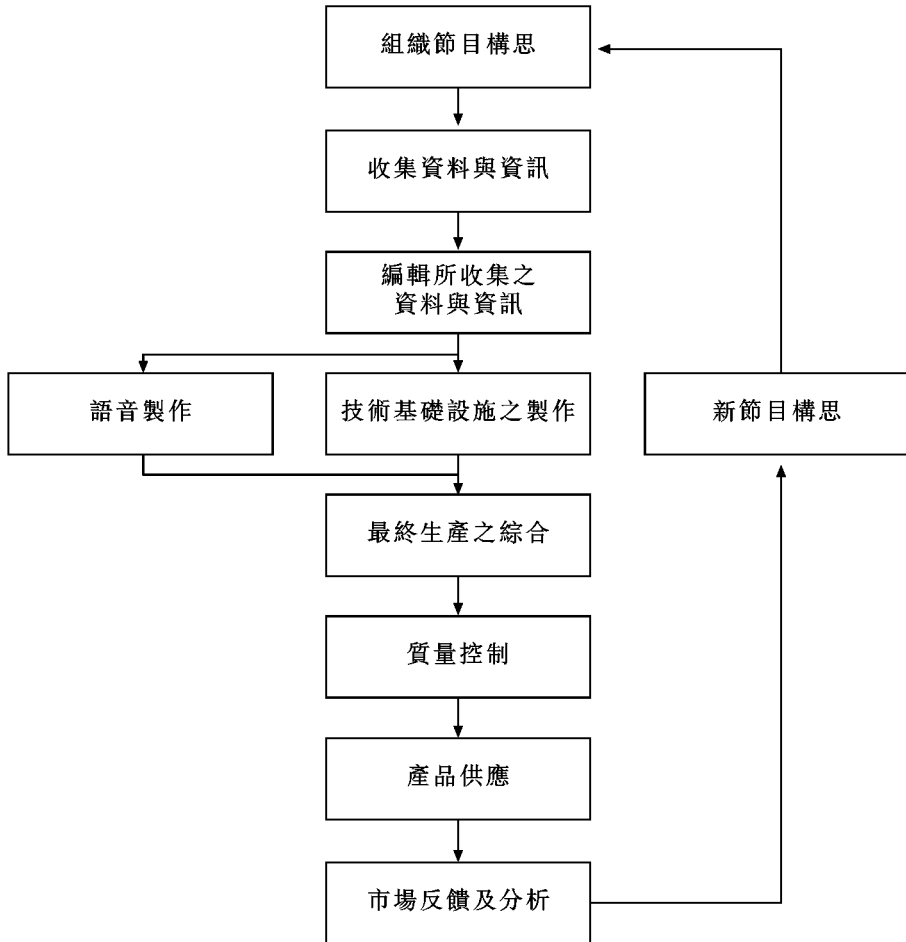 組織節目構思
收集資料與資訊
編輯所收集之
資料與資訊
語音製作
技術基礎設施之製作
新節目構思
最終生產之綜合
質量控制
產品供應
市場反饋及分析